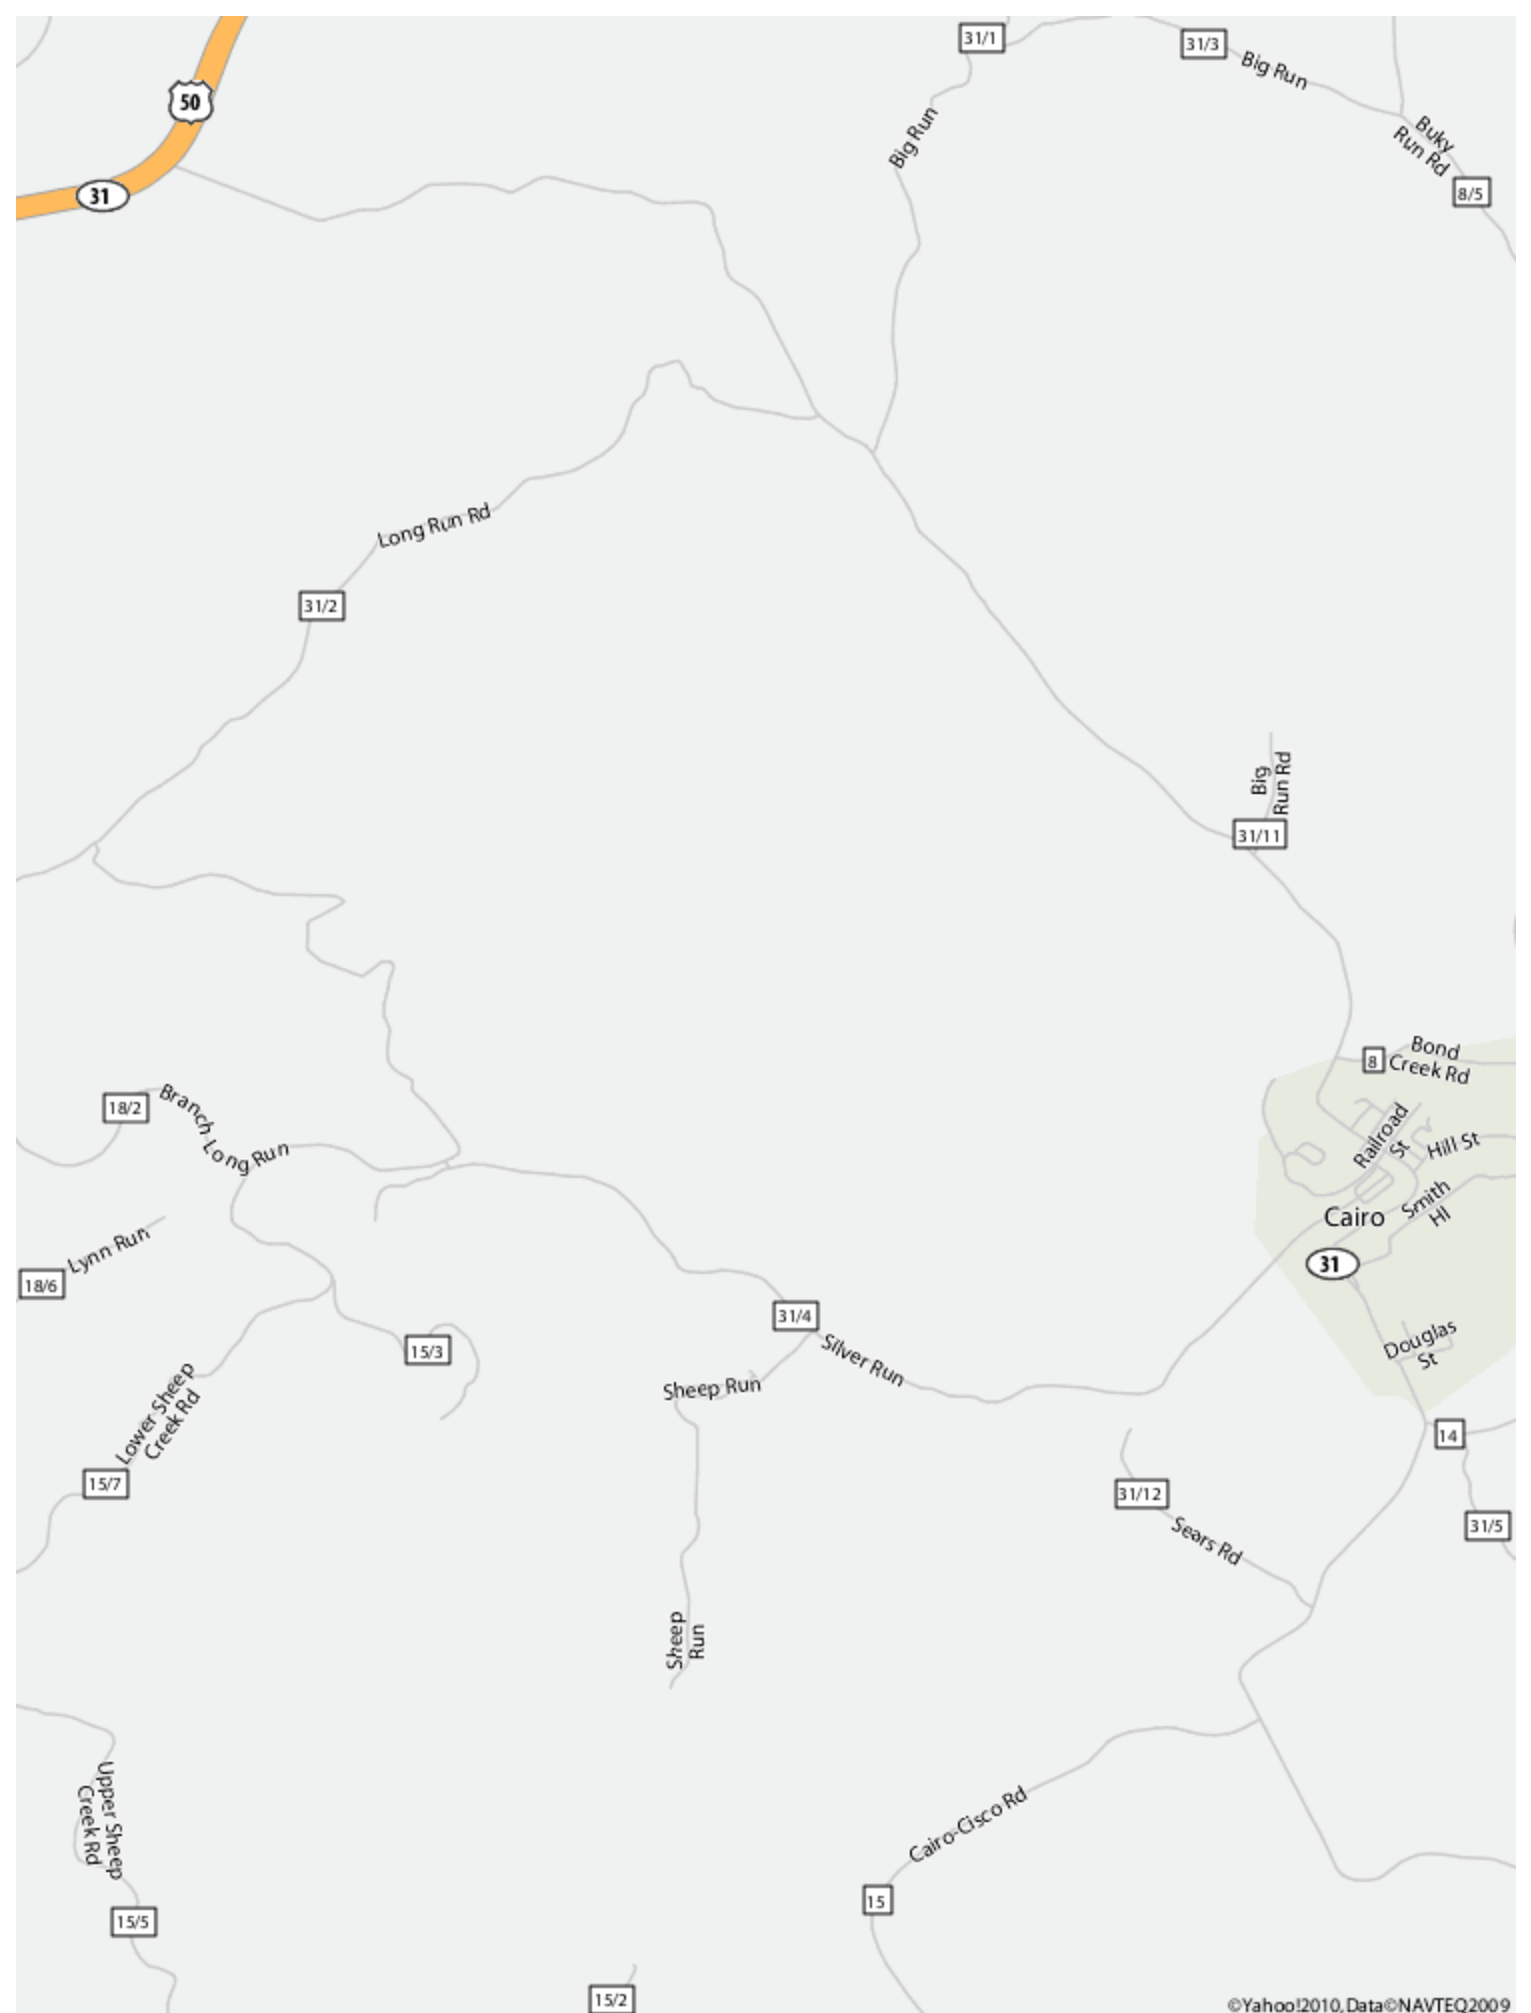 31/1
31/3
Big Run
50
Big Run
Buky
Run Rd
31
8/5
Long Run Rd
31/2
Big
Run Rd
31/11
Bond
Creek Rd
8
Branch
18/2
Long Run
Railroad
St
Hill St
Smith
Hl
Cairo
Lynn Run
18/6
31
31/4
Silver Run
15/3
Douglas
St
Sheep Run
Lower Sheep
Creek Rd
14
15/7
31/12
Sears Rd
31/5
Sheep
Run
Upper Sheep
Creek Rd
Cairo-Cisco Rd
15
15/5
15/2
©Yahoo!2010,Data©NAVTEQ2009